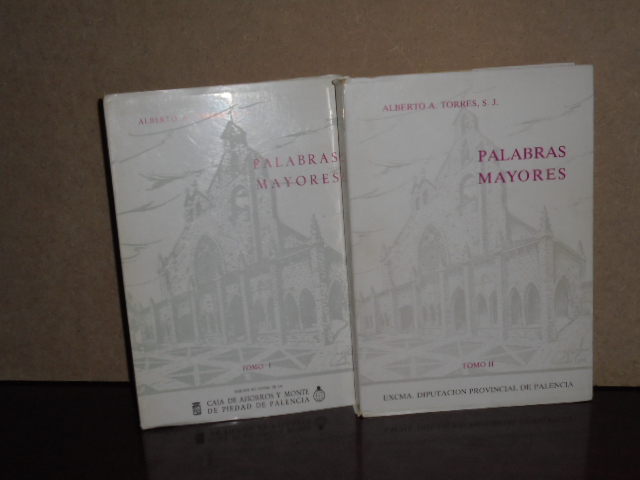 ALBERTO A.
PALABRAS
MAYORES
TOMO I
CAJA DE AHORROS Y MONTE
DE PIEDAD DE PALENCIA
ALBERTO A. TORRES, S. J.
PALABRAS
MAYORES
TOMO II
EXCMA. DIPUTACION PROVINCIAL DE PALENCIA